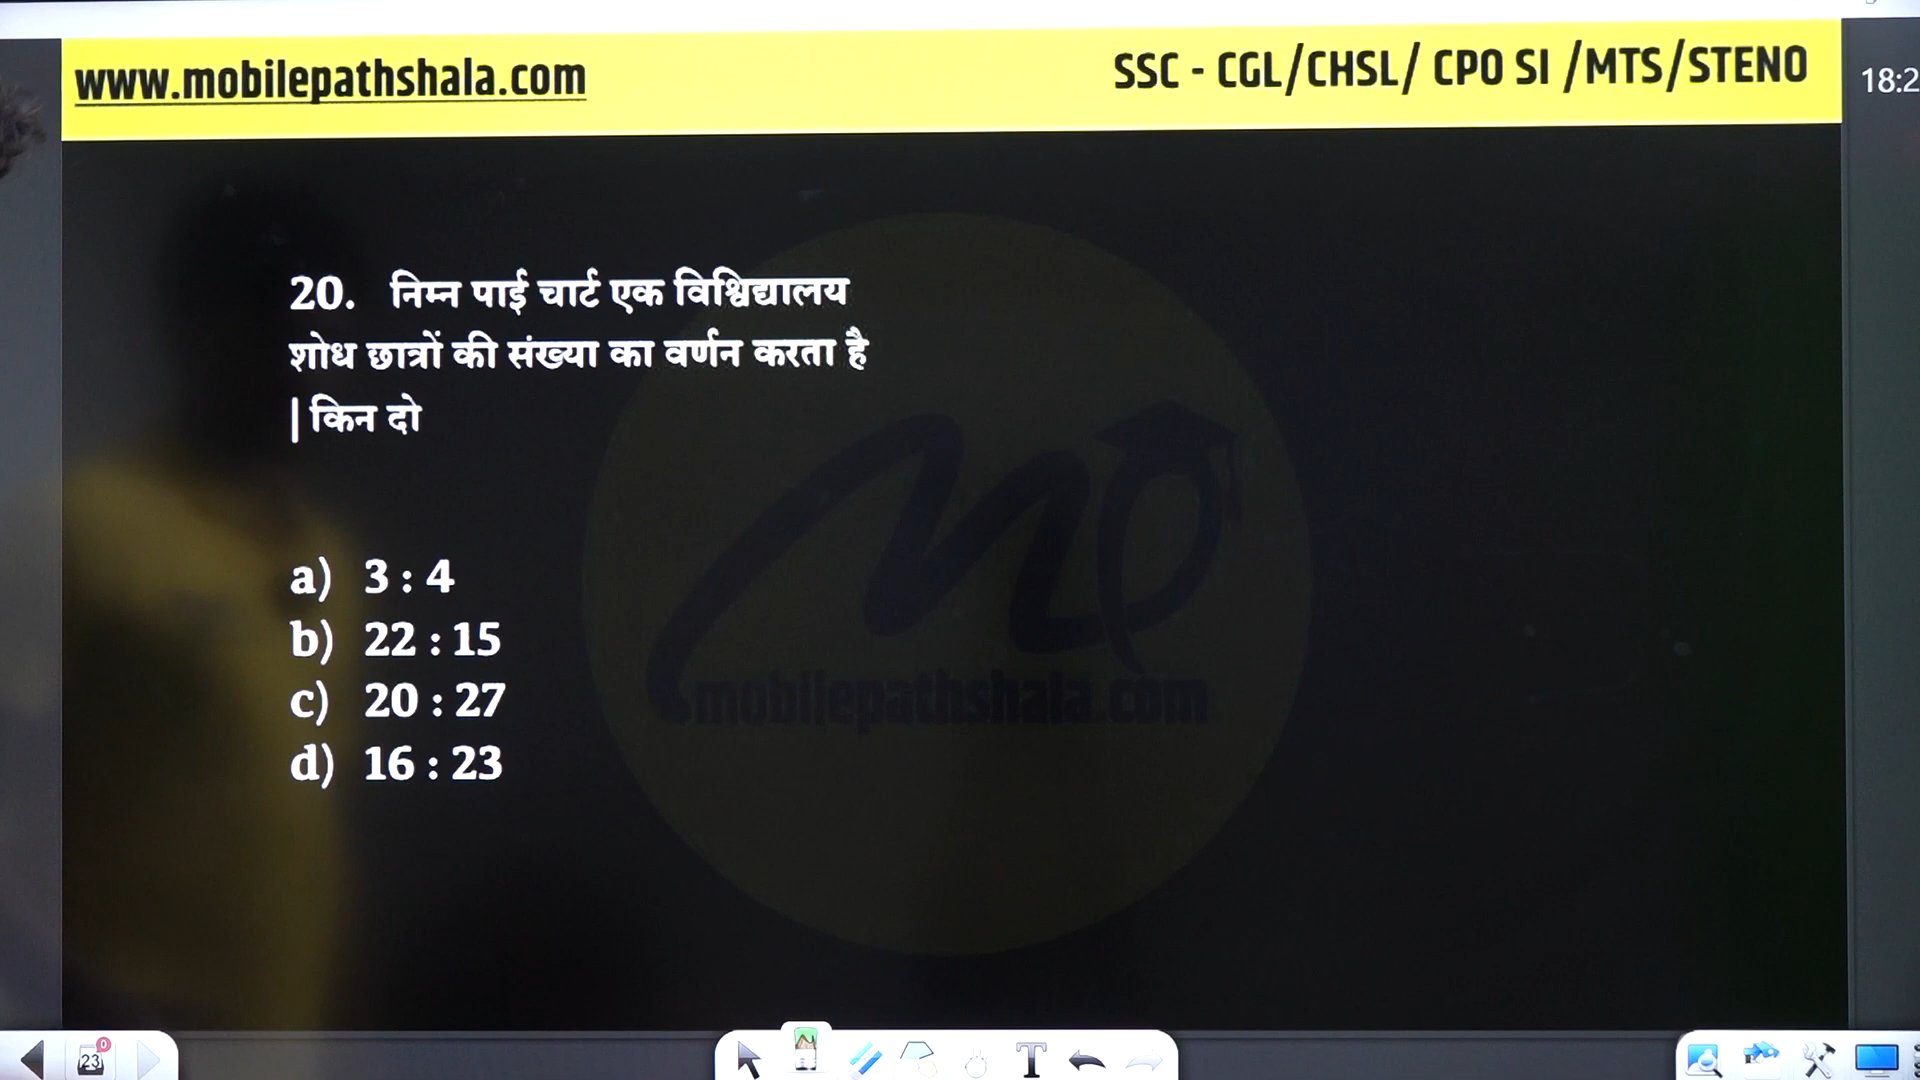 www.mobilepathshala.com
SSC - CGL/CHSL/ CPO SI /MTS/STENO
18:2
20. निम्न पाई चार्ट एक विश्विद्यालय
शोध छात्रों की संख्या का वर्णन करता है
| किन दो
a) 3 : 4
b) 22 : 15
c) 20 : 27
d) 16 : 23
mobilepathshala.com
23
0
T